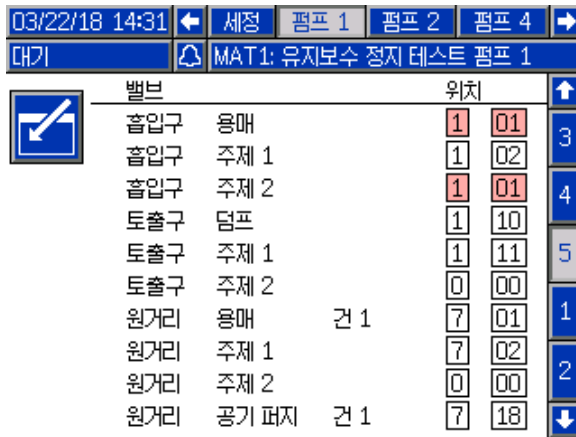 03/22/18 14:31 세정 펌프 1 펌프 2 펌프 4
대기 MAT1: 유지보수 정지 테스트 펌프 1
밸브 위치
흡입구 용매 1 01
흡입구 주제 1 1 02
흡입구 주제 2 1 01
토출구 덤프 1 10
토출구 주제 1 1 11
토출구 주제 2 0 00
원거리 용매 건 1 7 01
원거리 주제 1 7 02
원거리 주제 2 0 00
원거리 공기 퍼지 건 1 7 18
3
4
5
1
2